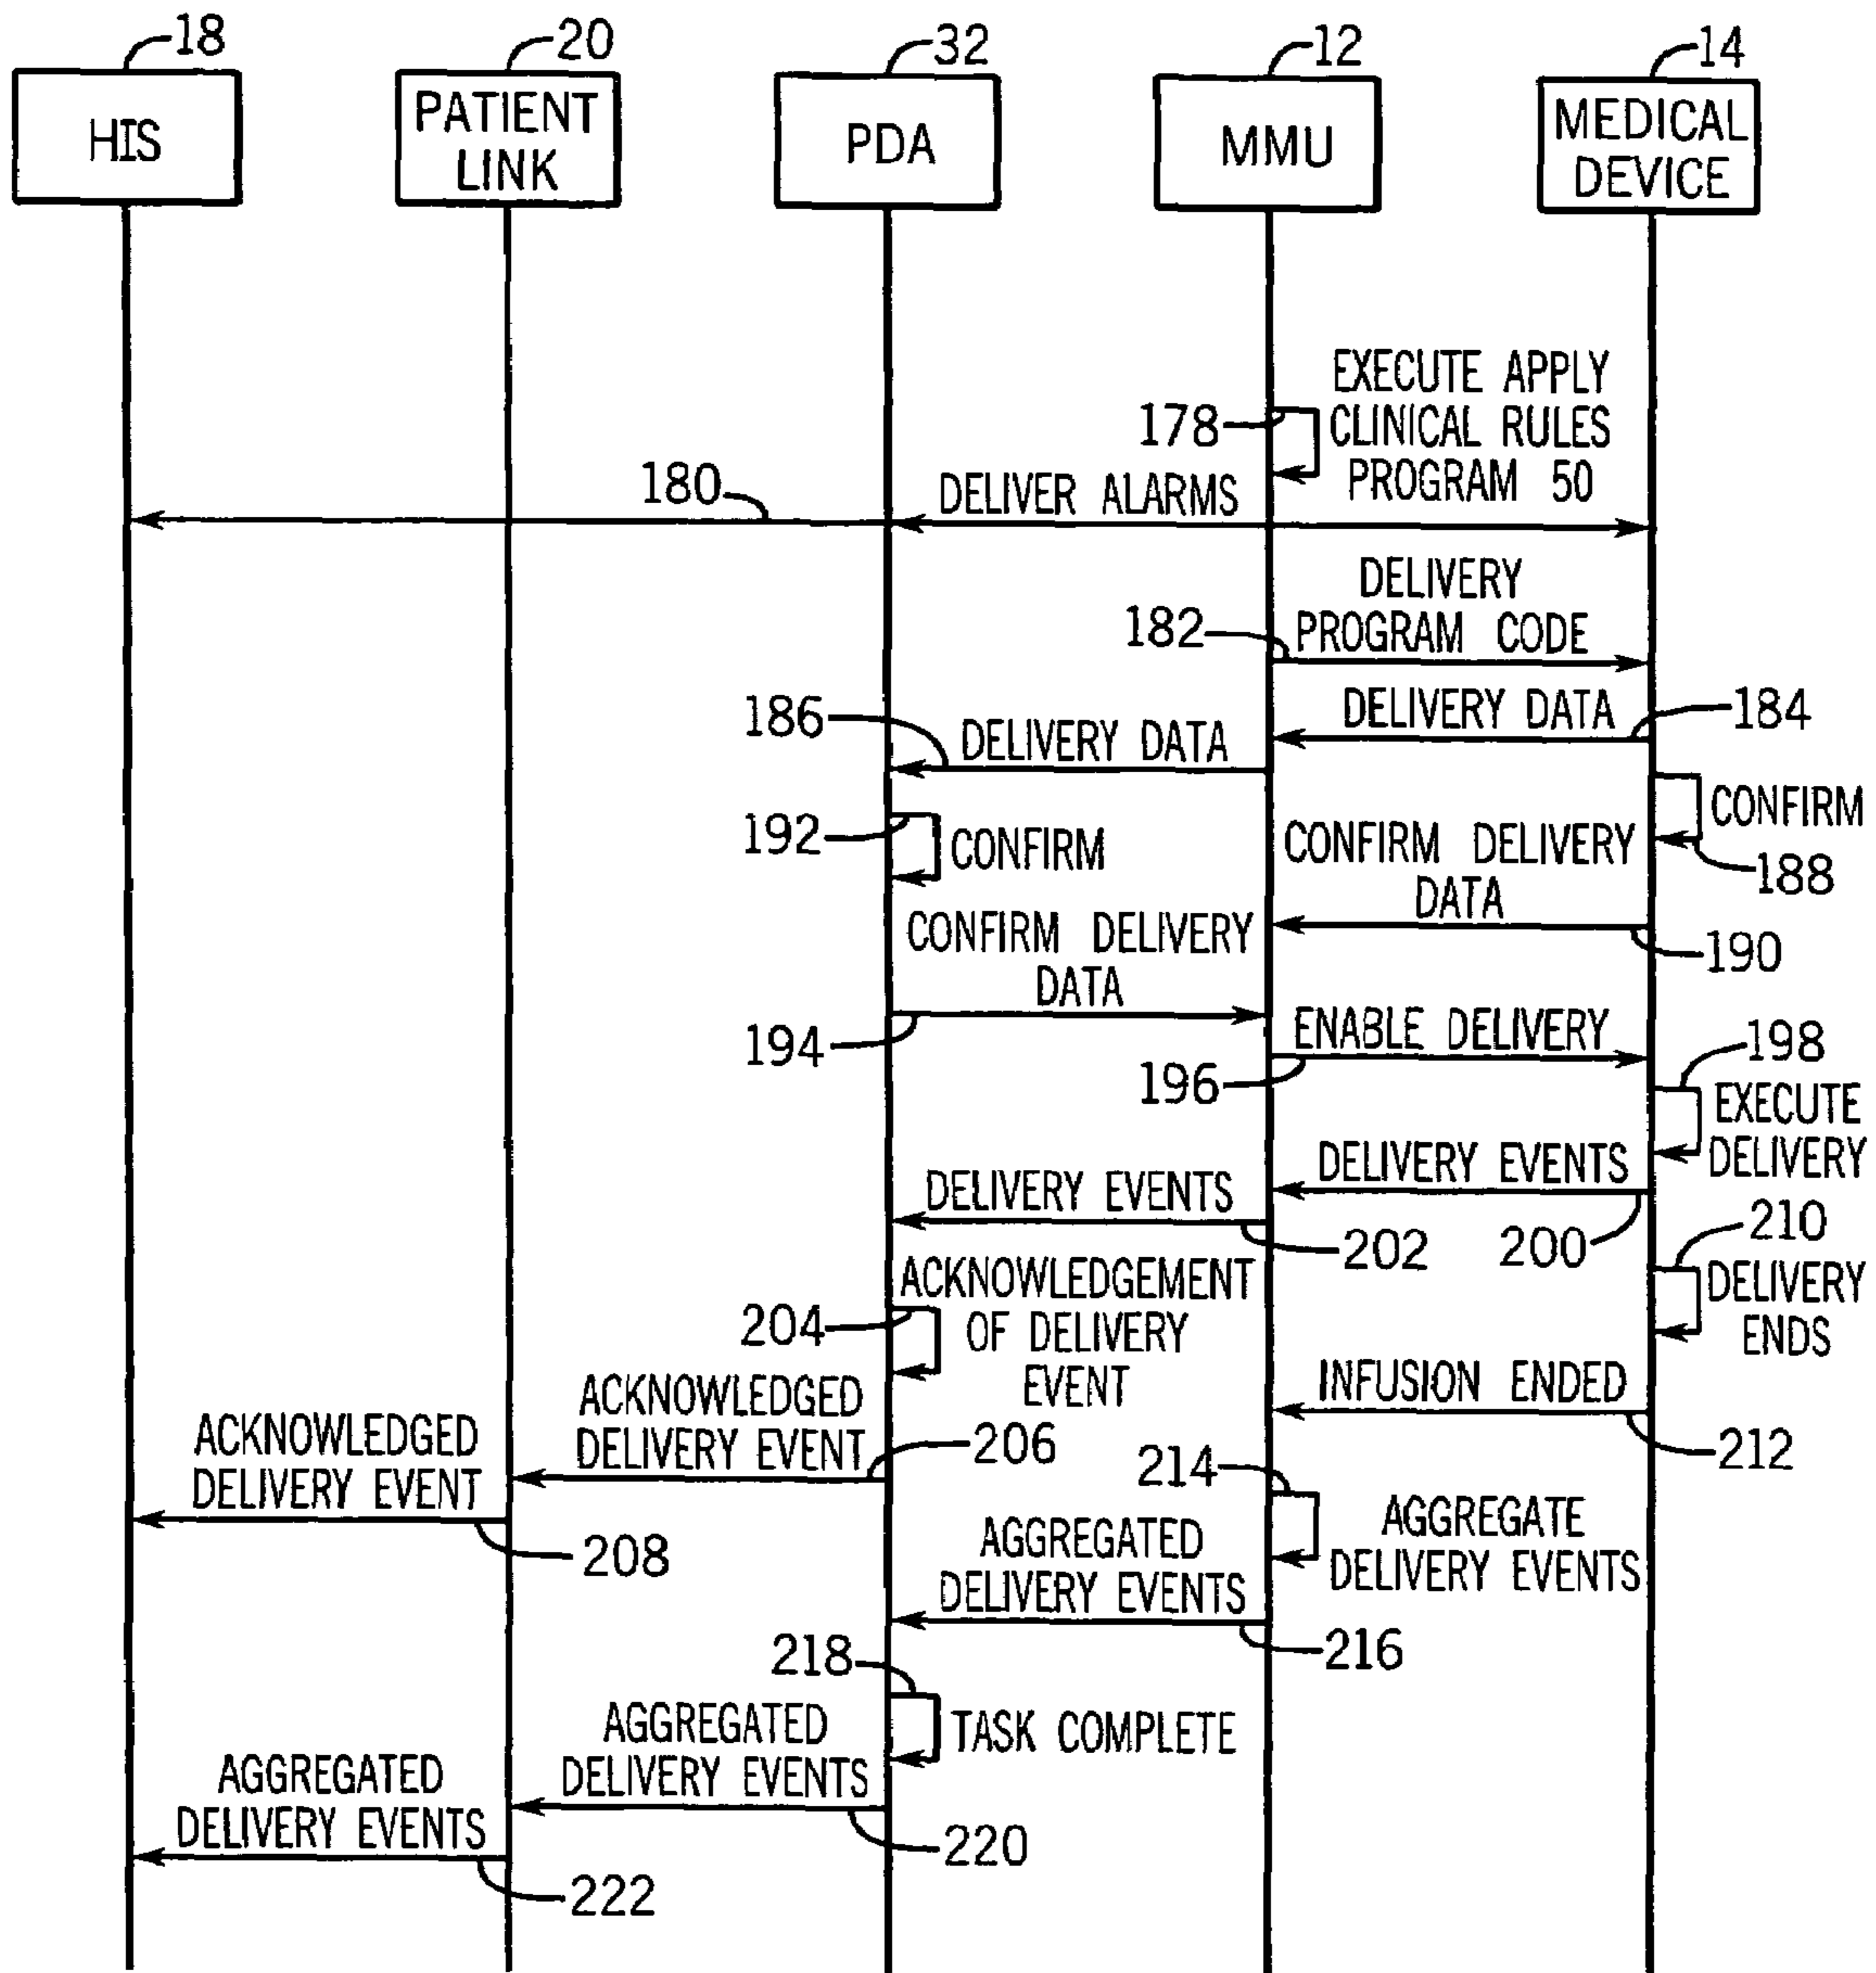 18
20
32
12
14
HIS
PATIENT
LINK
PDA
MMU
MEDICAL
DEVICE
178
EXECUTE APPLY
CLINICAL RULES
PROGRAM 50
180
DELIVER ALARMS
182
DELIVERY
PROGRAM CODE
DELIVERY DATA
184
186
DELIVERY DATA
CONFIRM
188
192
CONFIRM
CONFIRM DELIVERY
DATA
190
CONFIRM DELIVERY
DATA
194
ENABLE DELIVERY
196
198
EXECUTE
DELIVERY
DELIVERY EVENTS
200
DELIVERY EVENTS
202
210
DELIVERY
ENDS
204
ACKNOWLEDGEMENT
OF DELIVERY
EVENT
INFUSION ENDED
212
ACKNOWLEDGED
DELIVERY EVENT
206
ACKNOWLEDGED
DELIVERY EVENT
208
214
AGGREGATE
DELIVERY EVENTS
AGGREGATED
DELIVERY EVENTS
216
218
TASK COMPLETE
AGGREGATED
DELIVERY EVENTS
220
AGGREGATED
DELIVERY EVENTS
222